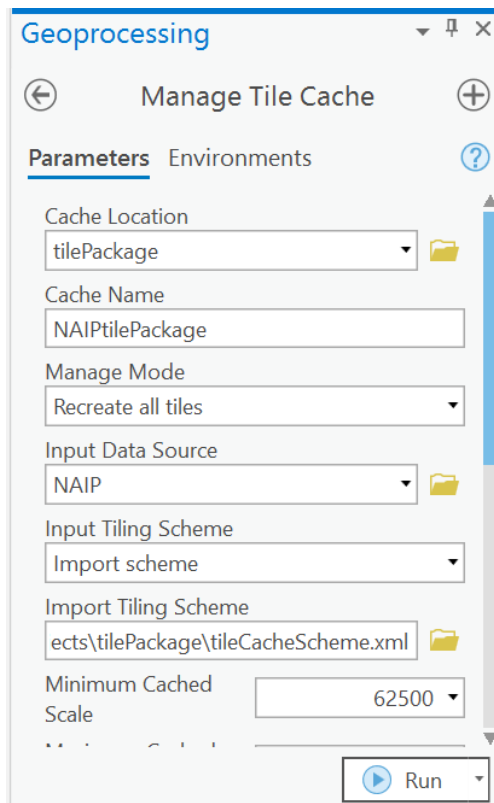 Geoprocessing
Manage Tile Cache
Parameters Environments
Cache Location
tilePackage
Cache Name
NAIPtilePackage
Manage Mode
Recreate all tiles
Input Data Source
NAIP
Input Tiling Scheme
Import scheme
Import Tiling Scheme
ects\tilePackage\tileCacheScheme.xml
Minimum Cached
Scale
62500
Run